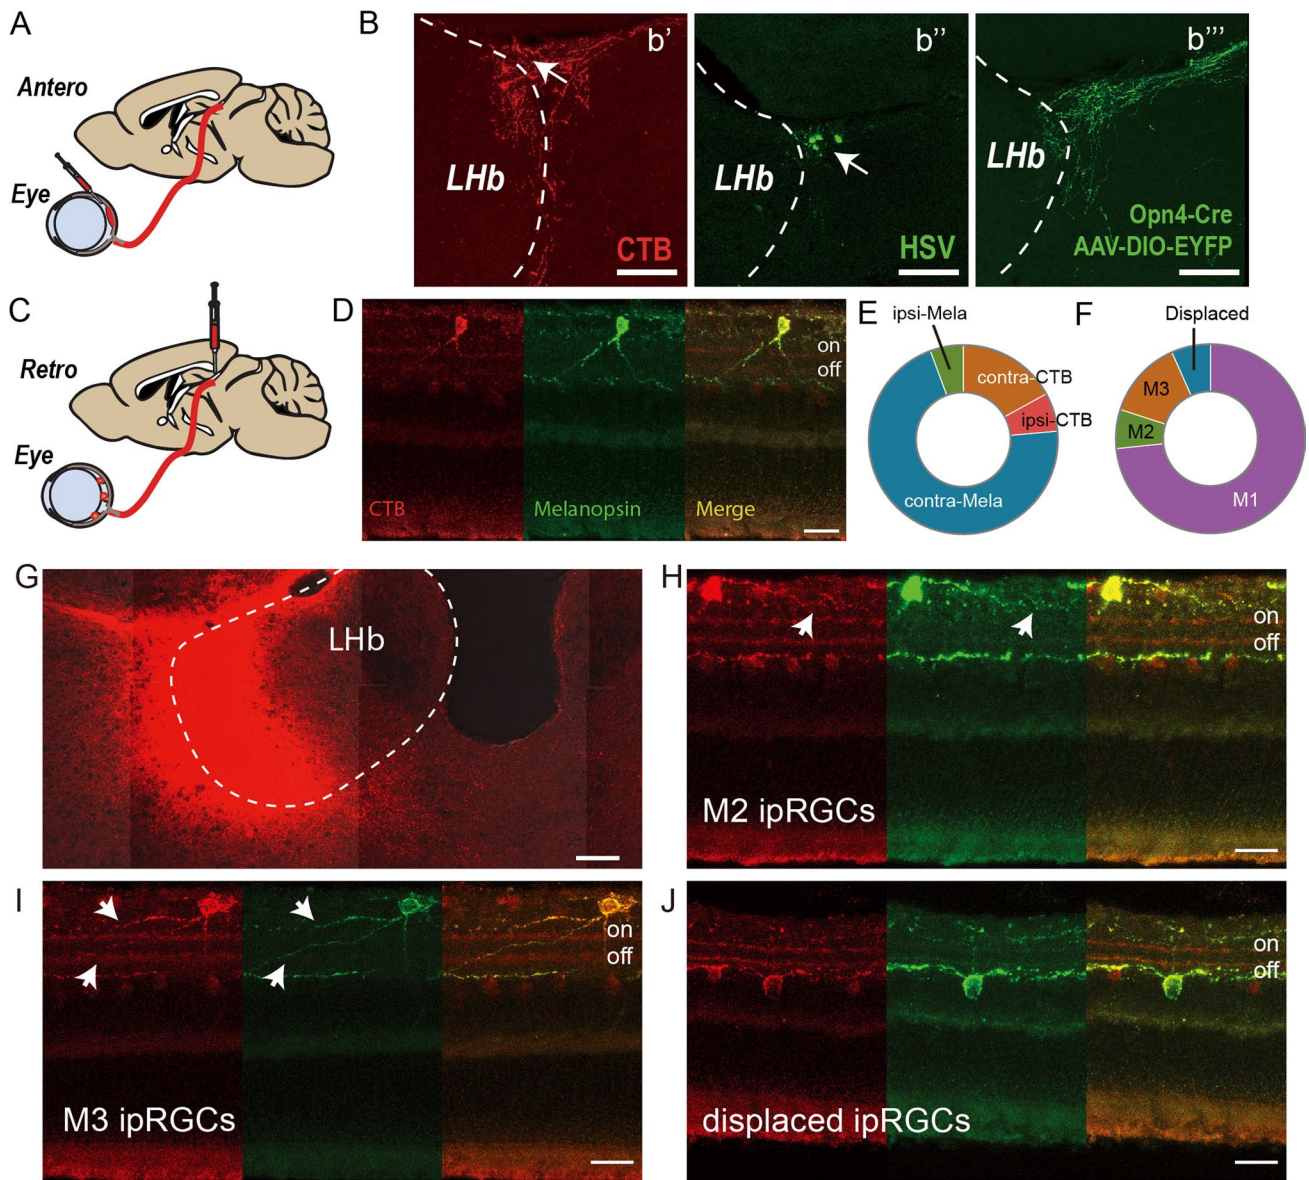 A
Antero
Eye
B
b'
LHb
CTB
b''
LHb
HSV
b'''
LHb
Opn4-Cre
AAV-DIO-EYFP
C
Retro
Eye
D
on
off
CTB
Melanopsin
Merge
E
ipsi-Mela
contra-CTB
ipsi-CTB
contra-Mela
F
Displaced
M3
M2
M1
G
LHb
H
on
off
M2 ipRGCs
I
on
off
M3 ipRGCs
J
on
off
displaced ipRGCs